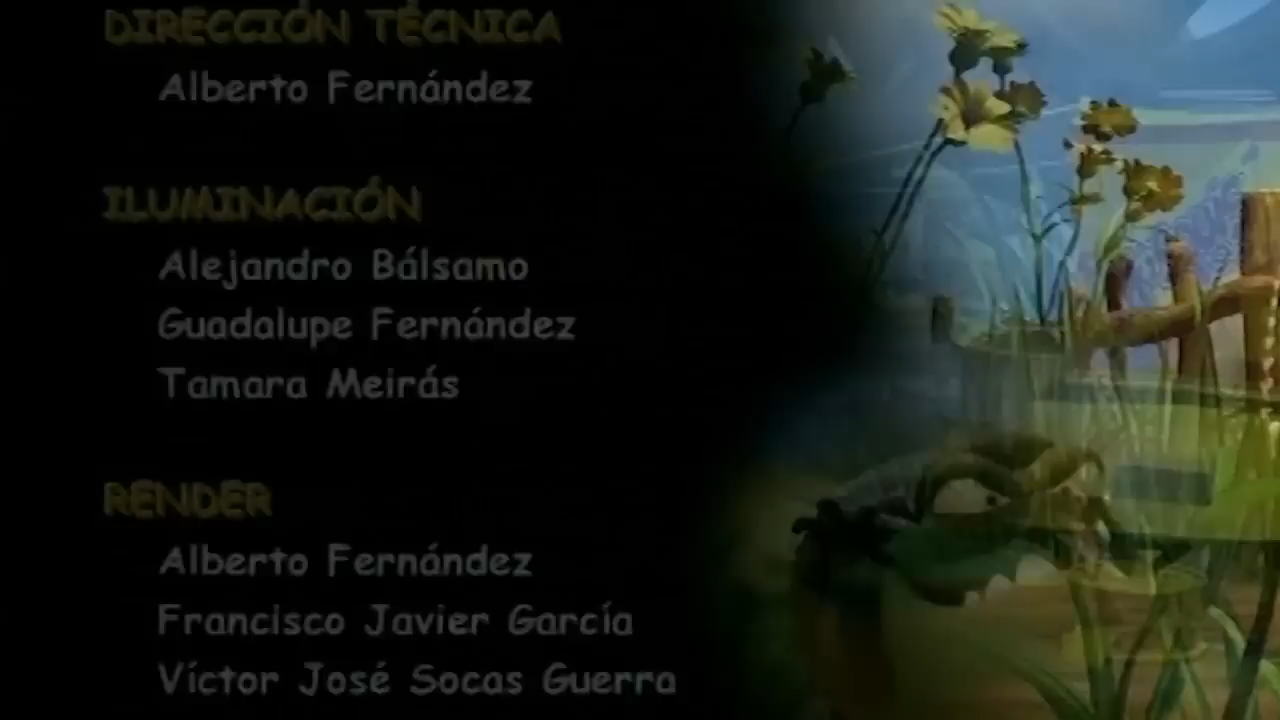 DIRECCIÓN TÉCNICA
Alberto Fernández
ILUMINACIÓN
Alejandro Bálsamo
Guadalupe Fernández
Tamara Meirás
RENDER
Alberto Fernández
Francisco Javier García
Víctor José Socas Guerra